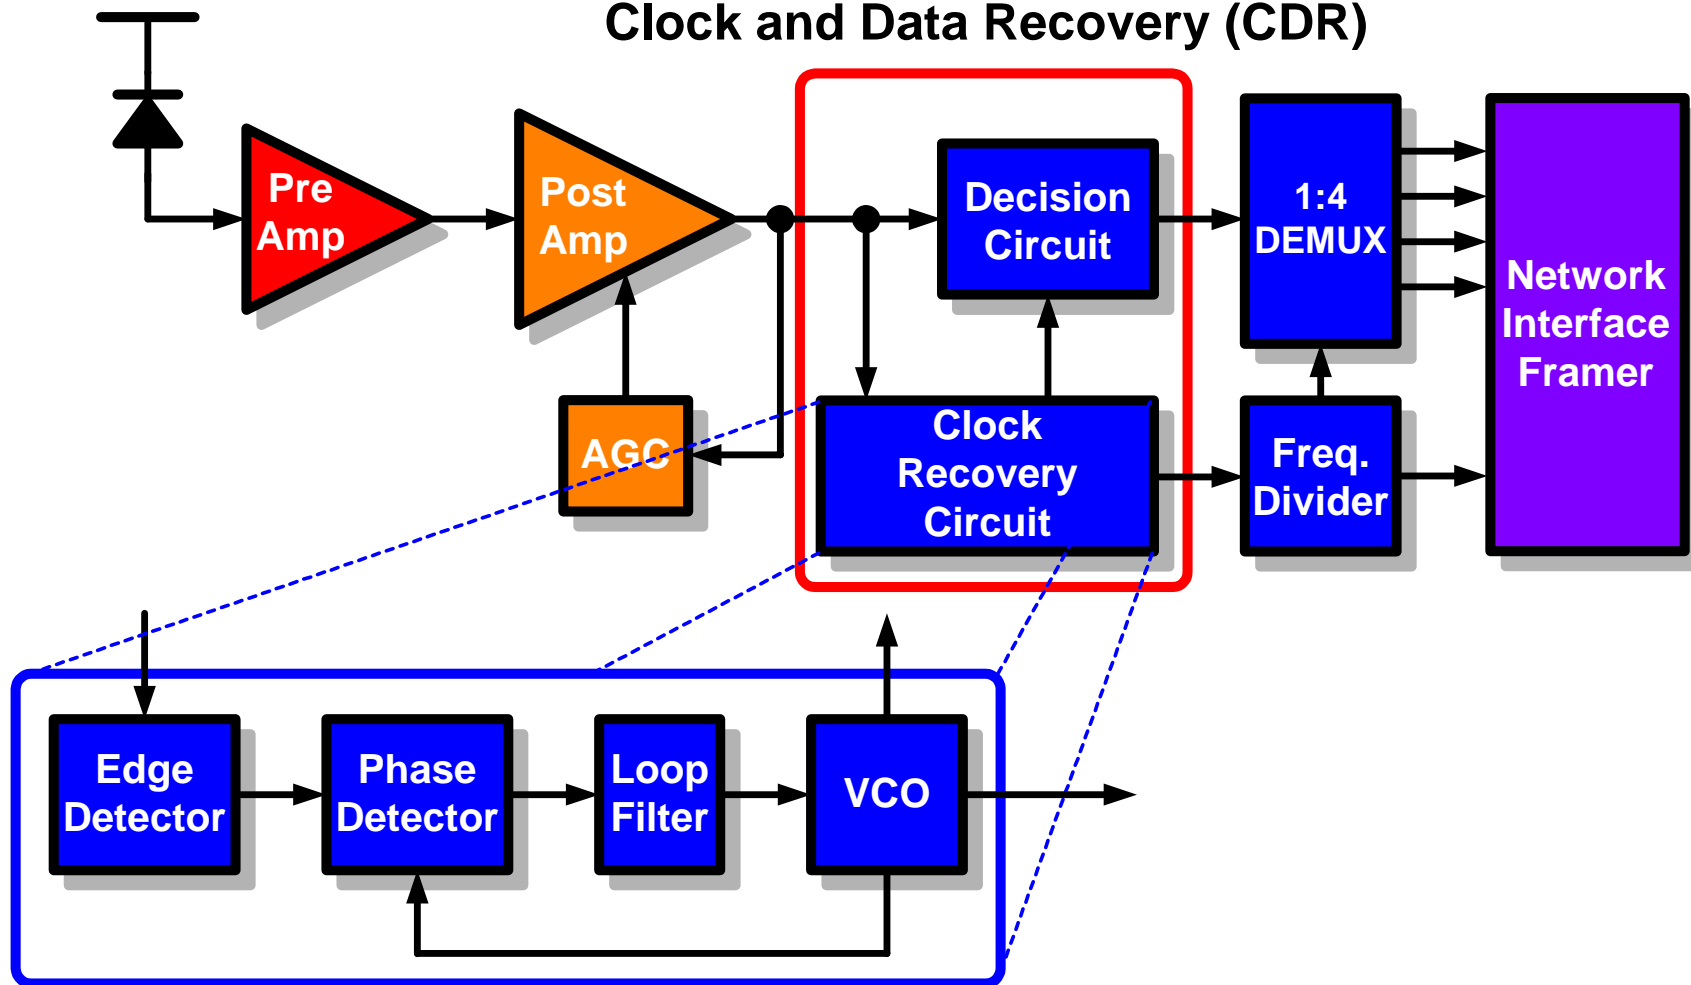 Clock and Data Recovery (CDR)
Pre
Amp
Post
Amp
Decision
Circuit
1:4
DEMUX
Network
Interface
Framer
AGC
Clock
Recovery
Circuit
Freq.
Divider
Edge
Detector
Phase
Detector
Loop
Filter
VCO